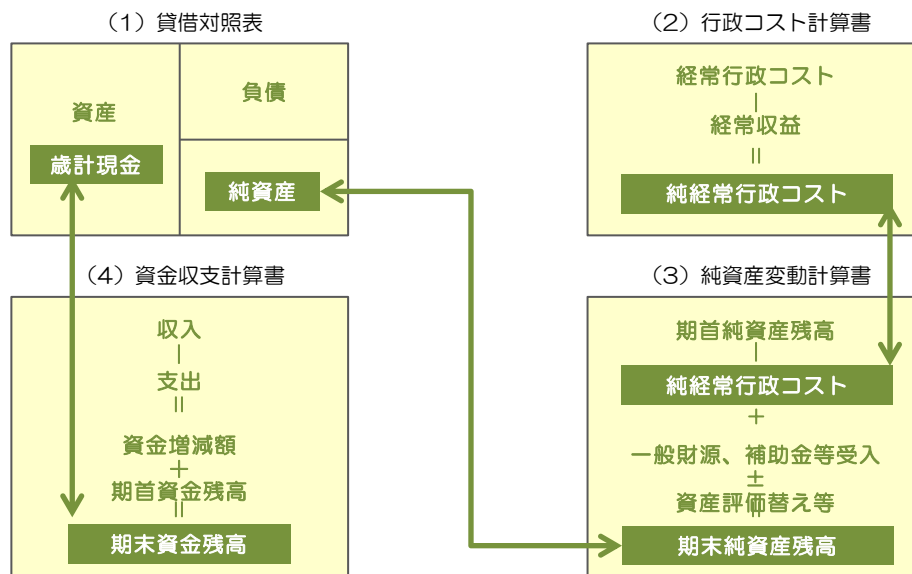 （1）貸借対照表
資産
歳計現金
負債
純資産
（2）行政コスト計算書
経常行政コスト
－
経常収益
＝
純経常行政コスト
（4）資金収支計算書
収入
－
支出
＝
資金増減額
＋
期首資金残高
＝
期末資金残高
（3）純資産変動計算書
期首純資産残高
－
純経常行政コスト
＋
一般財源、補助金等受入
±
資産評価替え等
＝
期末純資産残高